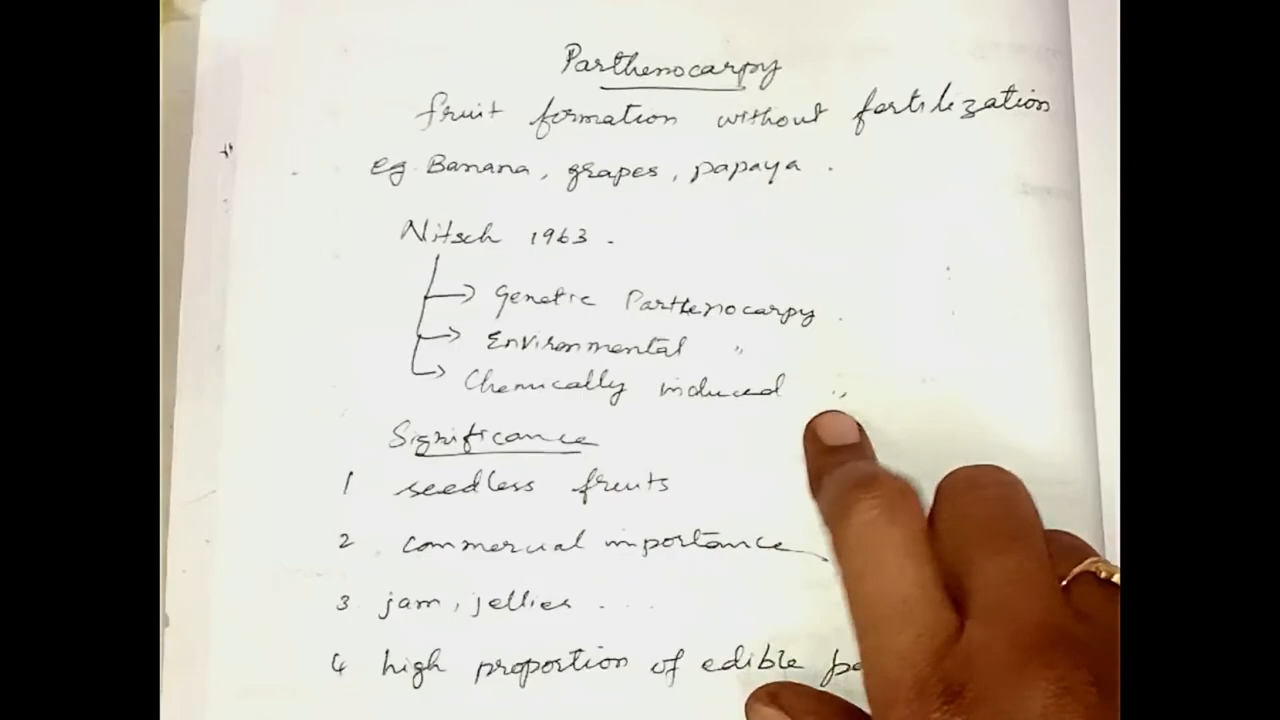 Parthenocarpy
fruit formation without fertilization
eg. Banana, grapes, papaya.
Nitsch 1963.
Genetic Parthenocarpy
Environmental "
Chemically induced "
Significance
1 seedless fruits
2 commercial importance
3 jam, jellies ....
4 high proportion of edible